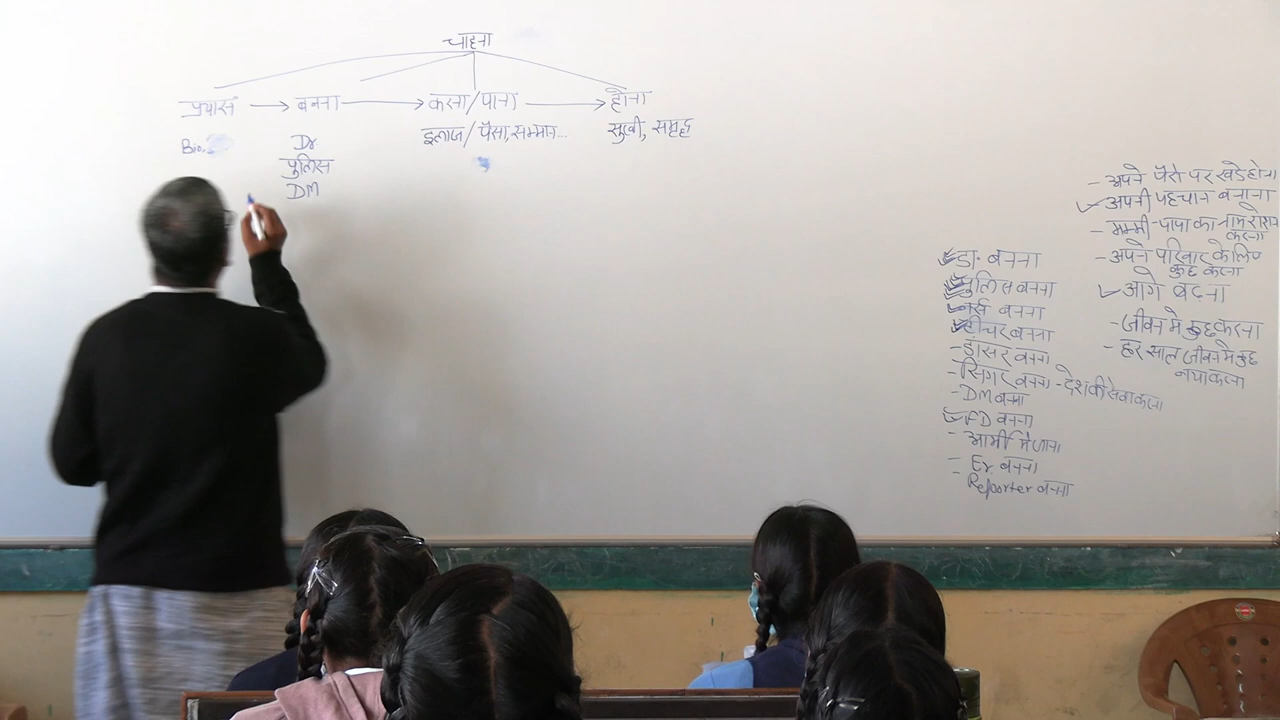 चाहना
प्रयास → बनना → करना/पाना → होना
Bio. Dr इलाज/ पैसा, सम्मान... सुखी, समृद्ध
पुलिस
DM
- अपने पैरो पर खडे होना
अपनी पहचान बनाना
- मम्मी-पापा का नाम रोशन
करना
- अपने परिवार के लिए
कुछ करना
आगे बढना
- जीवन मे कुछ करना
- हर साल जीवन मे कुछ
नया करना
डा. बनना
पुलिस बनना
नर्स बनना
टीचर बनना
- डांसर बनना
- सिंगर बनना - देश की सेवा करना
- DM बनना
बनना
- आर्मी मे जाना
- Er. बनना
- Reporter बनना